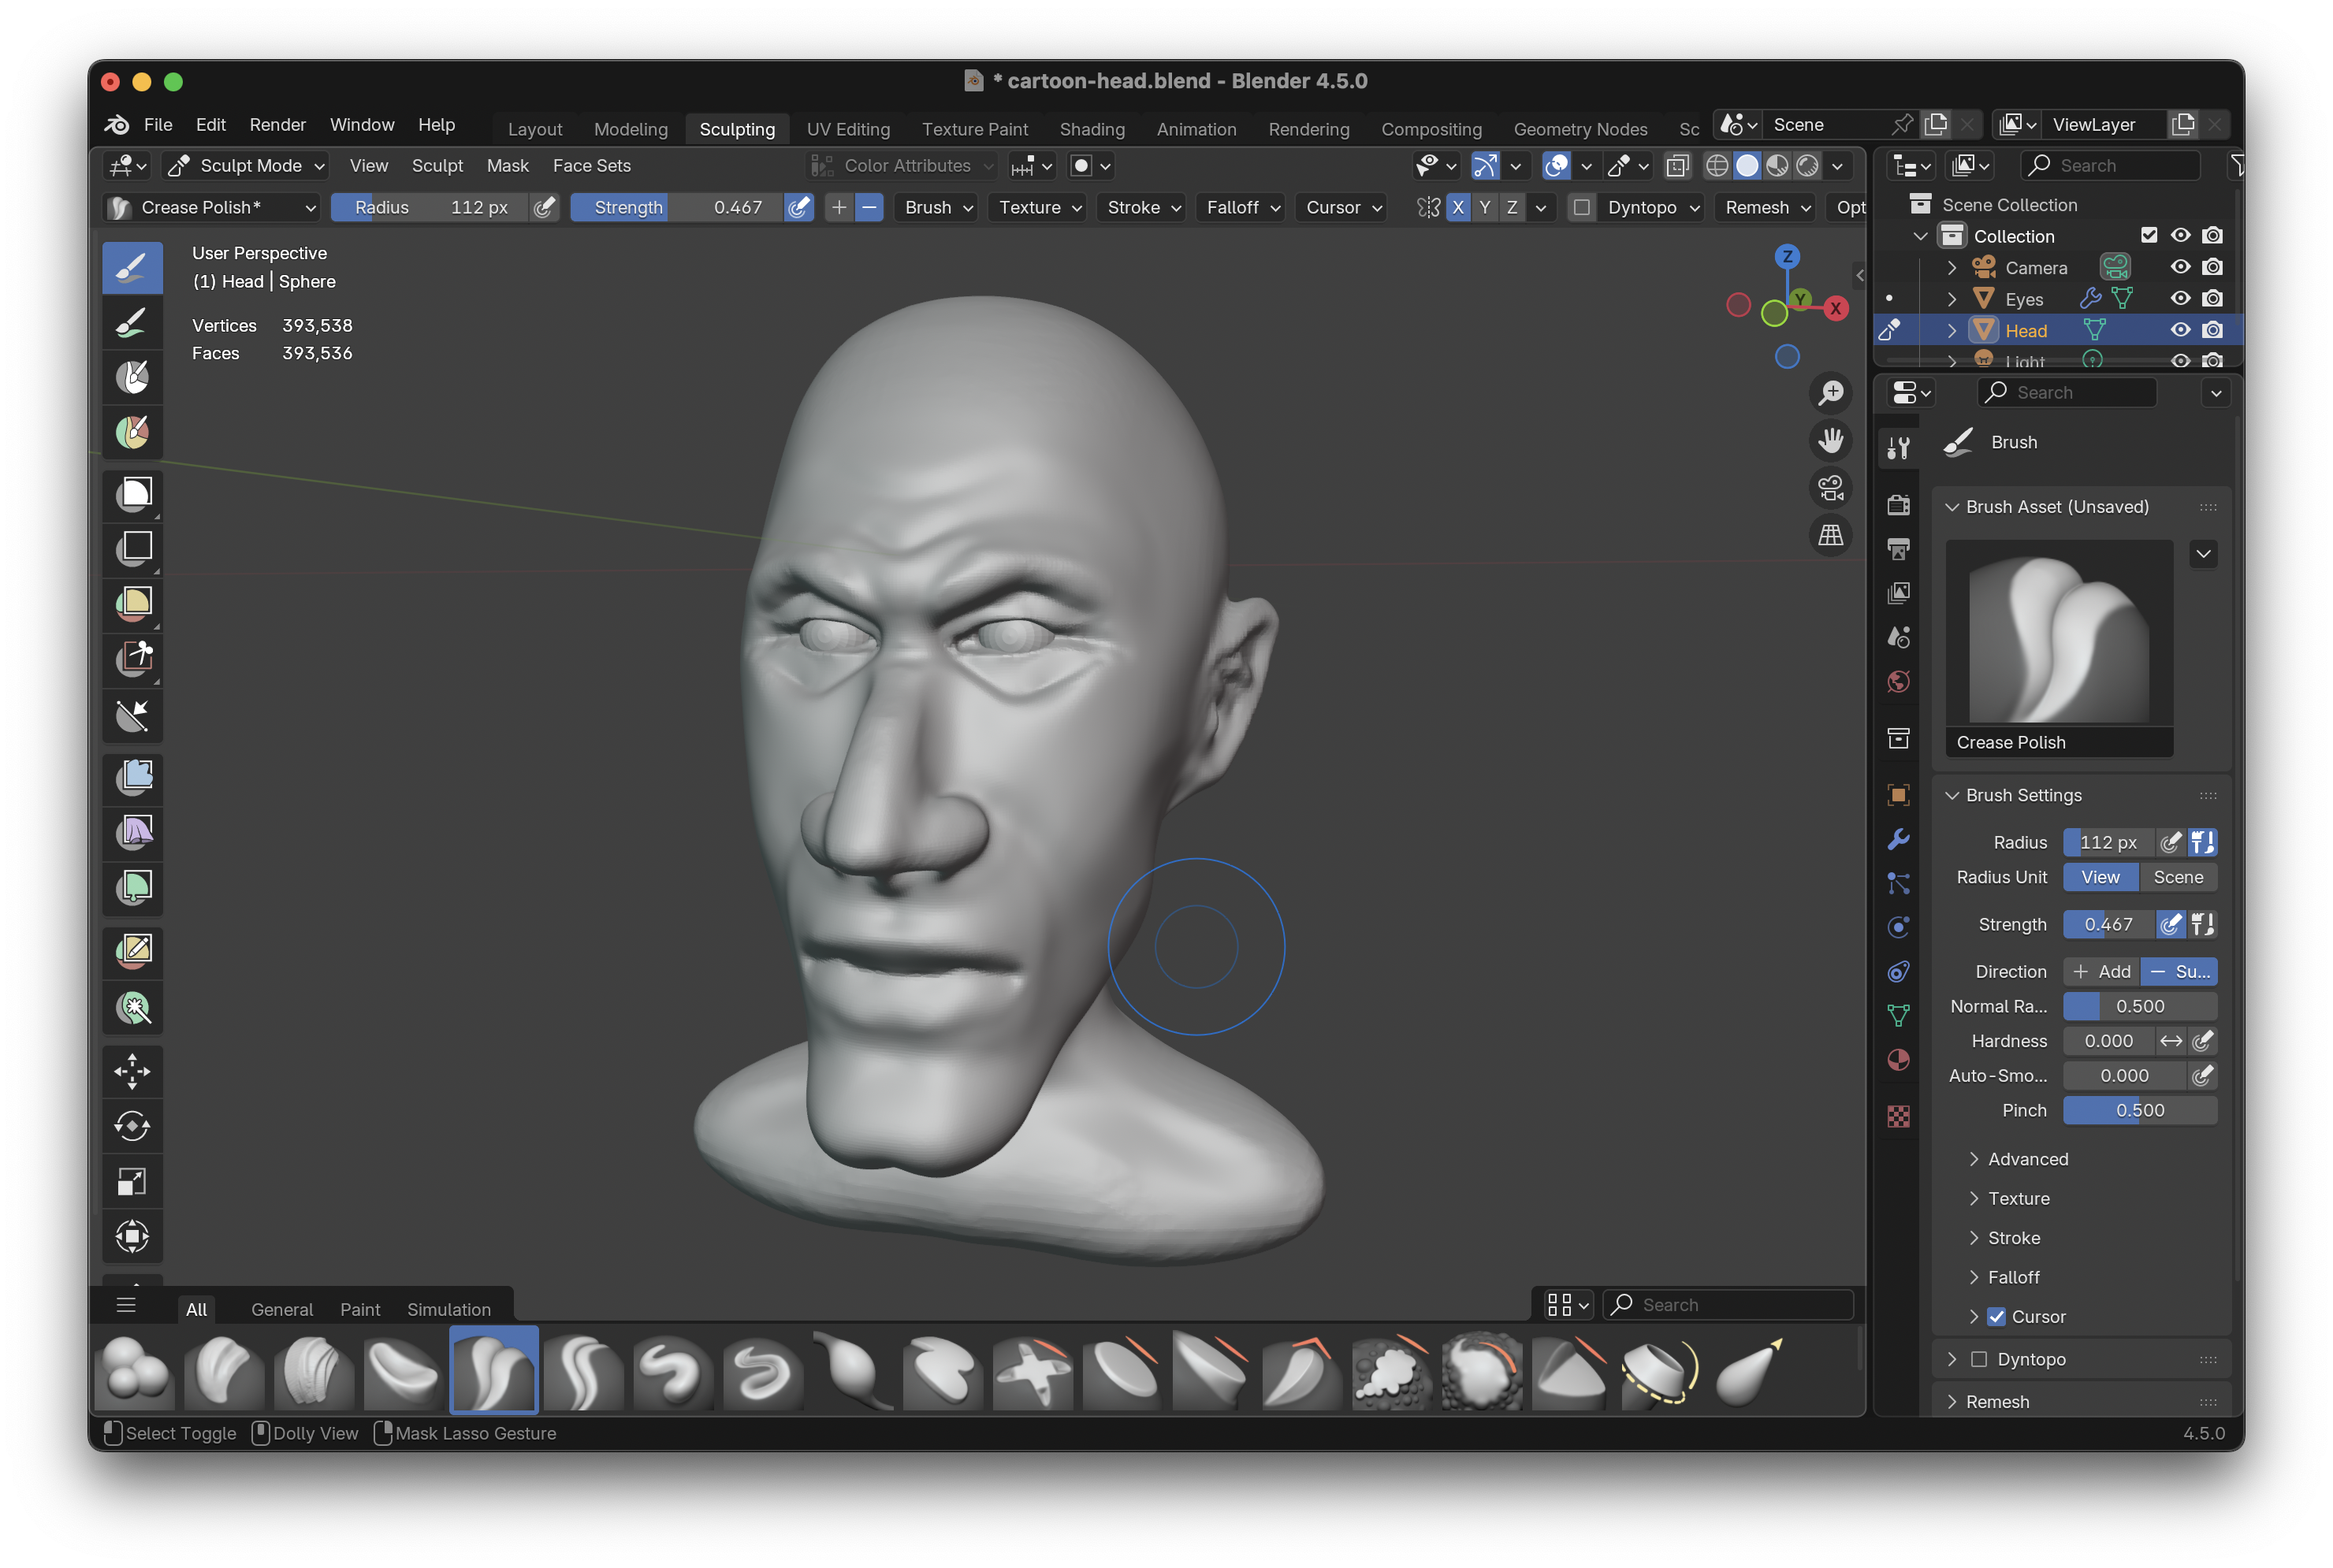 * cartoon-head.blend - Blender 4.5.0
File Edit Render Window Help Layout Modeling Sculpting UV Editing Texture Paint Shading Animation Rendering Compositing Geometry Nodes Sc Scene ViewLayer
Sculpt Mode View Sculpt Mask Face Sets Color Attributes Search
Crease Polish* Radius 112 px Strength 0.467 Brush Texture Stroke Falloff Cursor X Y Z Dyntopo Remesh Opt
Scene Collection
Collection
Camera
Eyes
Head
Light
User Perspective
(1) Head | Sphere
Vertices 393,538
Faces 393,536
Z
Y
X
Search
Brush
Brush Asset (Unsaved)
Crease Polish
Brush Settings
Radius 112 px
Radius Unit View Scene
Strength 0.467
Direction Add Su...
Normal Ra... 0.500
Hardness 0.000
Auto-Smo... 0.000
Pinch 0.500
Advanced
Texture
Stroke
Falloff
Cursor
Dyntopo
Remesh
All General Paint Simulation Search
Select Toggle Dolly View Mask Lasso Gesture 4.5.0